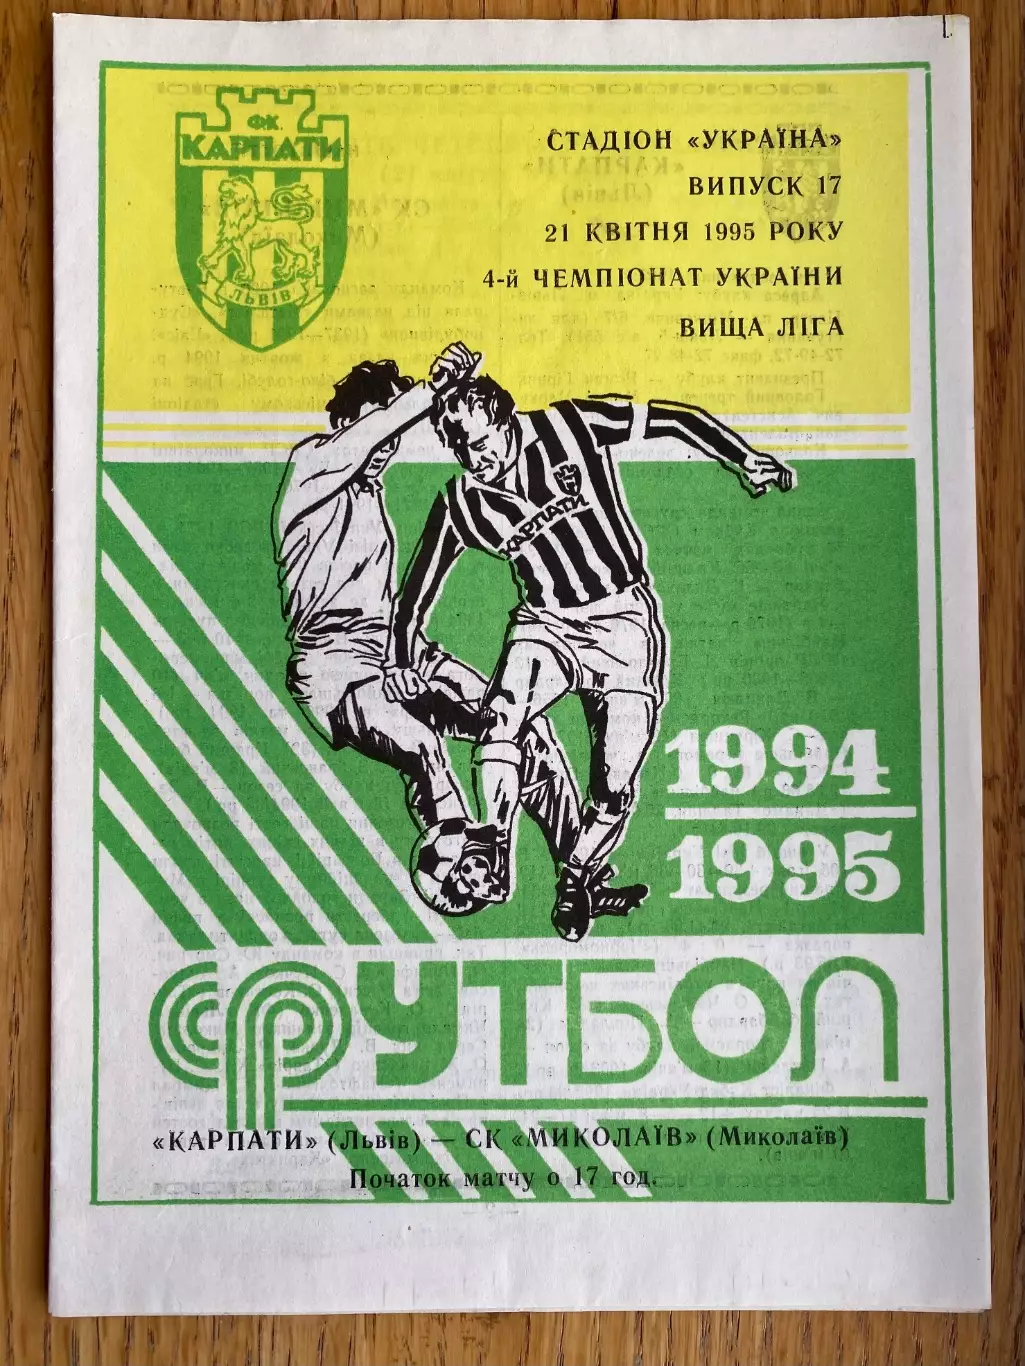 Ф.К.
КАРПАТИ
ЛЬВІВ
СТАДІОН «УКРАЇНА»
ВИПУСК 17
21 КВІТНЯ 1995 РОКУ
4-й ЧЕМПІОНАТ УКРАЇНИ
ВИЩА ЛІГА
КАРПАТИ
1994
1995
ФУТБОЛ
«КАРПАТИ» (Львів) — СК «МИКОЛАЇВ» (Миколаїв)
Початок матчу о 17 год.